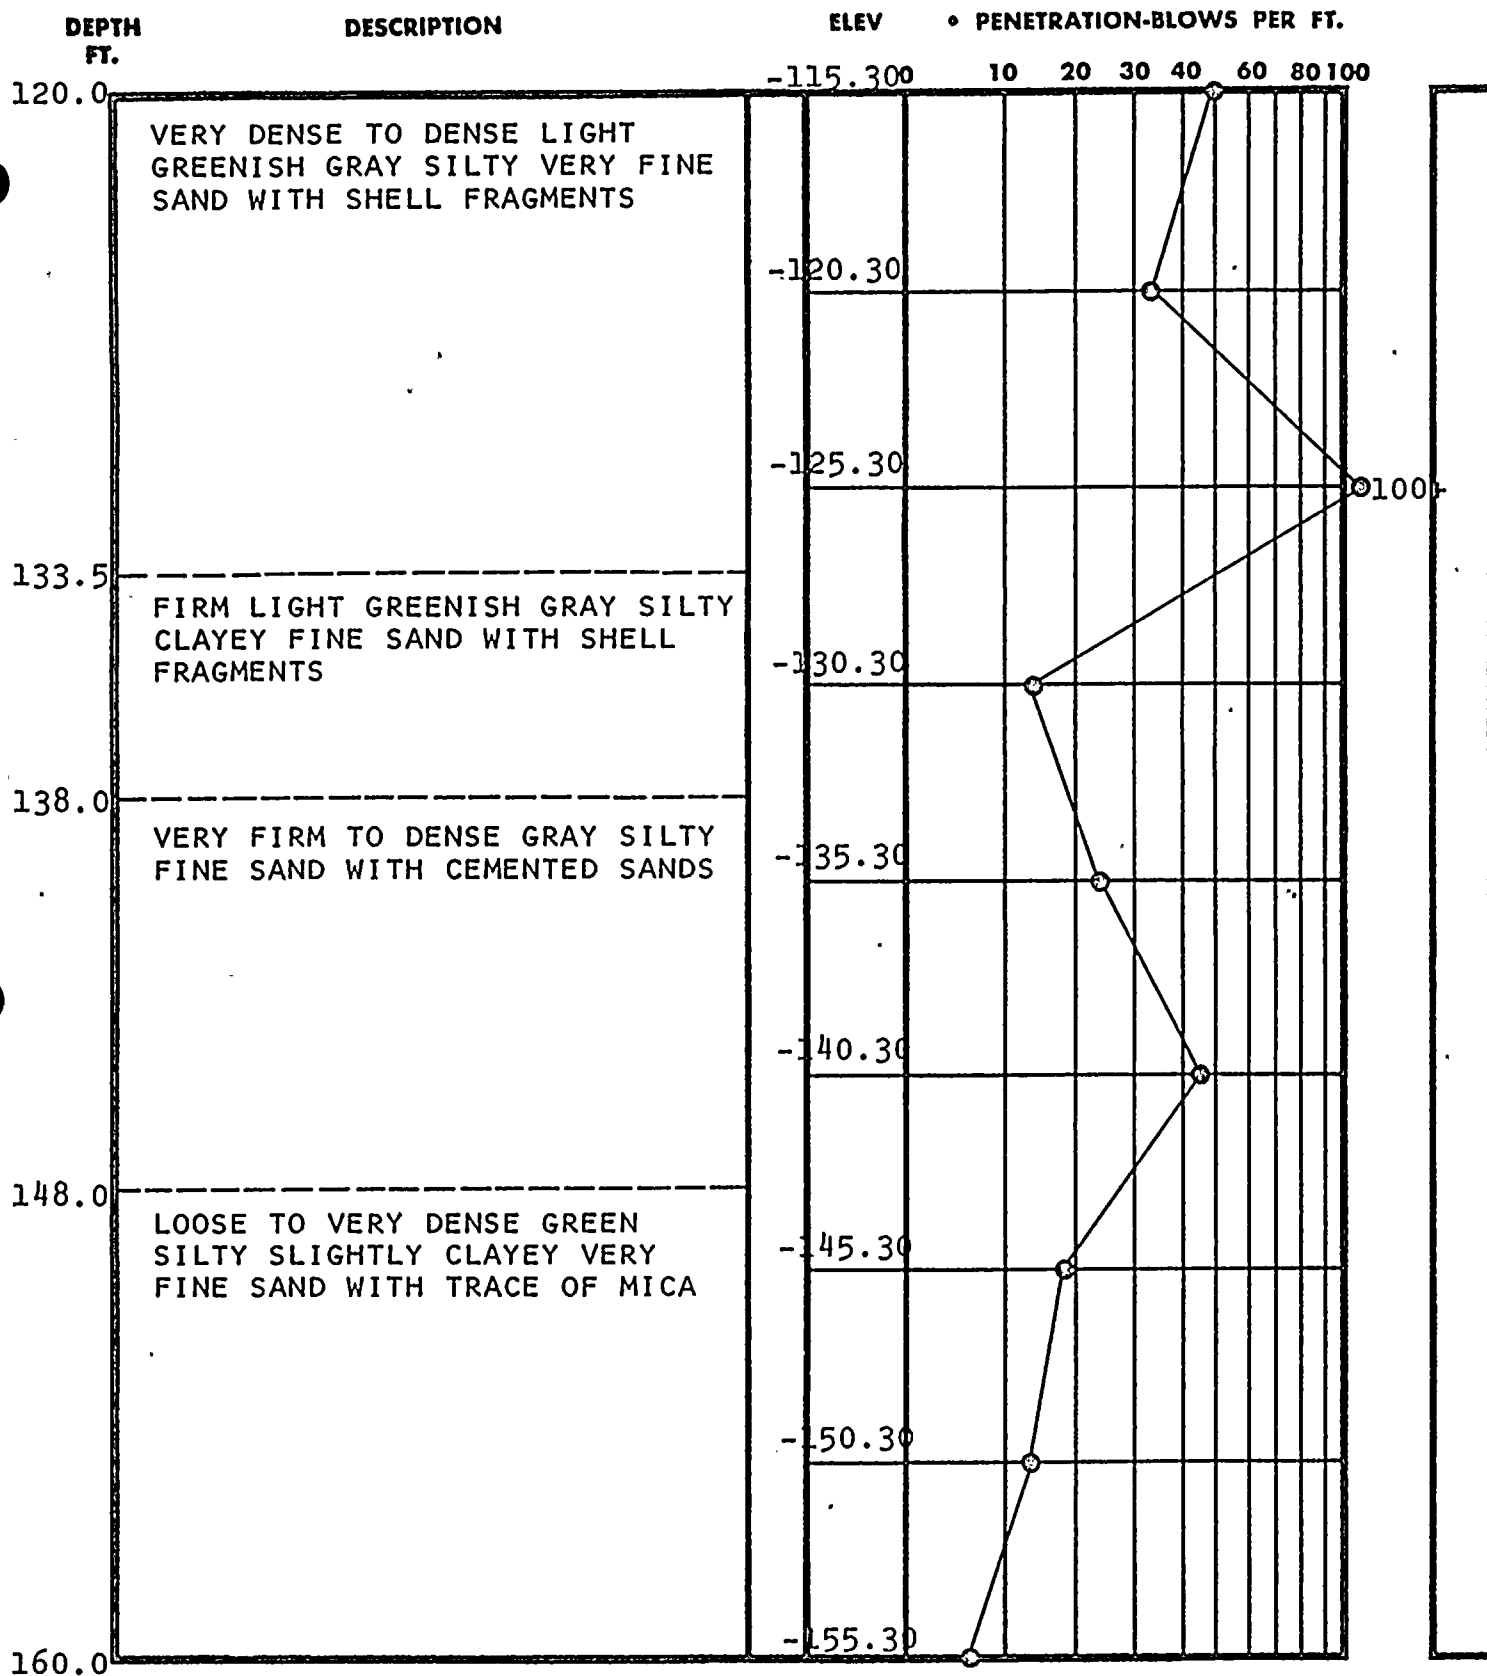 DEPTH FT.
DESCRIPTION
ELEV
PENETRATION-BLOWS PER FT.
0 10 20 30 40 60 80 100
120.0
-115.30
VERY DENSE TO DENSE LIGHT
GREENISH GRAY SILTY VERY FINE
SAND WITH SHELL FRAGMENTS
-120.30
-125.30
100+
133.5
FIRM LIGHT GREENISH GRAY SILTY
CLAYEY FINE SAND WITH SHELL
FRAGMENTS
-130.30
138.0
VERY FIRM TO DENSE GRAY SILTY
FINE SAND WITH CEMENTED SANDS
-135.30
-140.30
148.0
LOOSE TO VERY DENSE GREEN
SILTY SLIGHTLY CLAYEY VERY
FINE SAND WITH TRACE OF MICA
-145.30
-150.30
-155.30
160.0